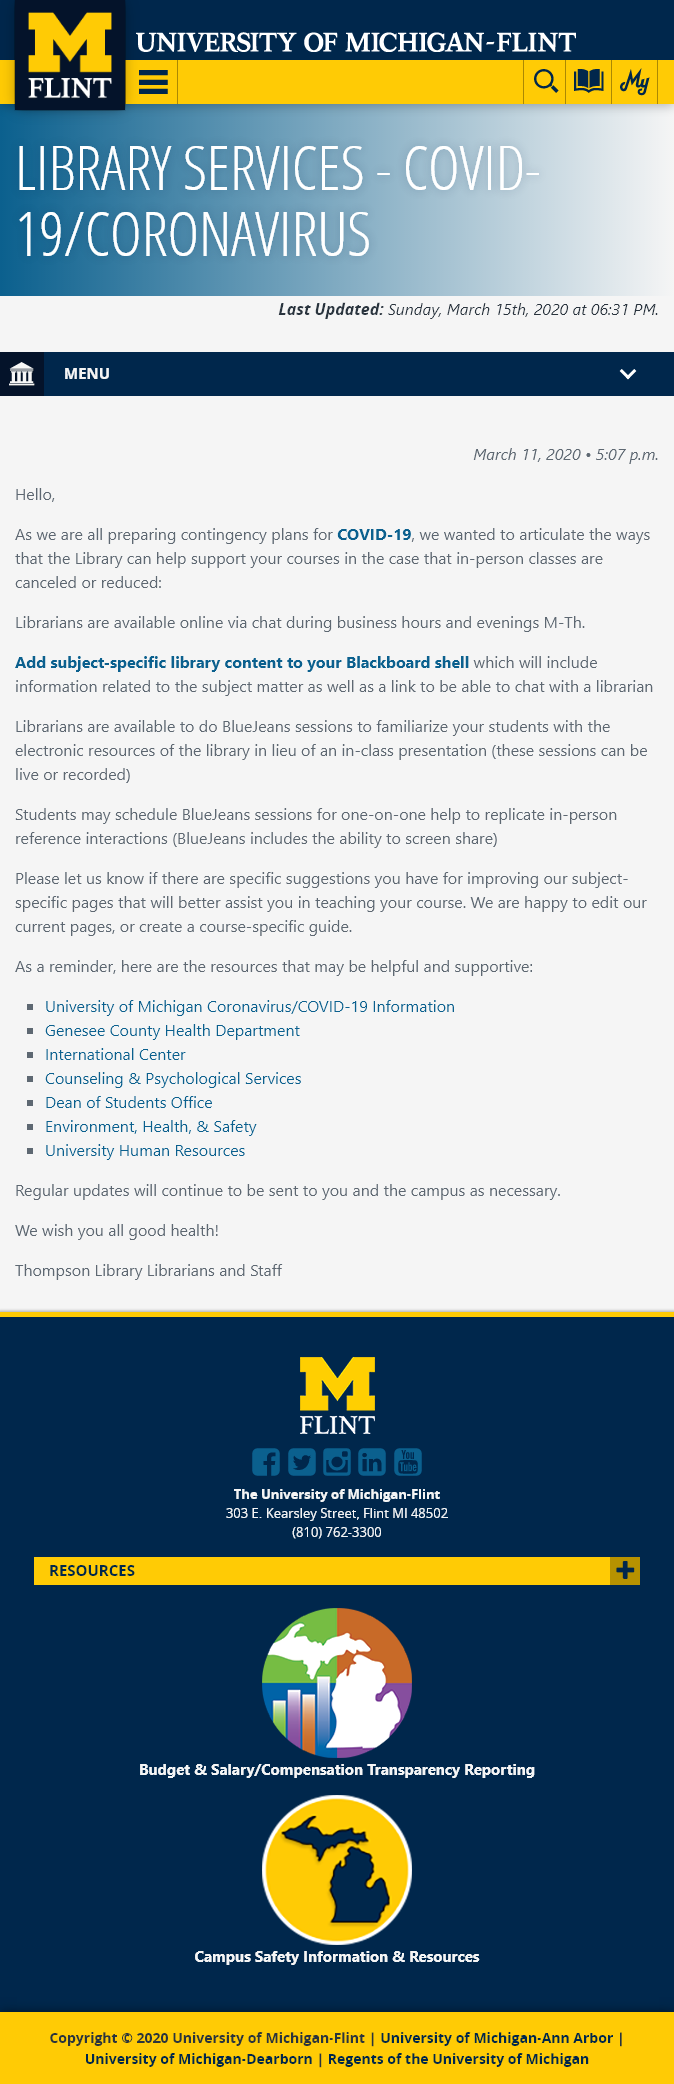 M
FLINT
UNIVERSITY OF MICHIGAN-FLINT
My
LIBRARY SERVICES - COVID-
19/CORONAVIRUS
Last Updated: Sunday, March 15th, 2020 at 06:31 PM.
MENU
March 11, 2020 • 5:07 p.m.
Hello,
As we are all preparing contingency plans for COVID-19, we wanted to articulate the ways
that the Library can help support your courses in the case that in-person classes are
canceled or reduced:
Librarians are available online via chat during business hours and evenings M-Th.
Add subject-specific library content to your Blackboard shell which will include
information related to the subject matter as well as a link to be able to chat with a librarian
Librarians are available to do BlueJeans sessions to familiarize your students with the
electronic resources of the library in lieu of an in-class presentation (these sessions can be
live or recorded)
Students may schedule BlueJeans sessions for one-on-one help to replicate in-person
reference interactions (BlueJeans includes the ability to screen share)
Please let us know if there are specific suggestions you have for improving our subject-
specific pages that will better assist you in teaching your course. We are happy to edit our
current pages, or create a course-specific guide.
As a reminder, here are the resources that may be helpful and supportive:
University of Michigan Coronavirus/COVID-19 Information
Genesee County Health Department
International Center
Counseling & Psychological Services
Dean of Students Office
Environment, Health, & Safety
University Human Resources
Regular updates will continue to be sent to you and the campus as necessary.
We wish you all good health!
Thompson Library Librarians and Staff
M
FLINT
You
Tube
The University of Michigan-Flint
303 E. Kearsley Street, Flint MI 48502
(810) 762-3300
RESOURCES
Budget & Salary/Compensation Transparency Reporting
Campus Safety Information & Resources
Copyright © 2020 University of Michigan-Flint | University of Michigan-Ann Arbor |
University of Michigan-Dearborn | Regents of the University of Michigan